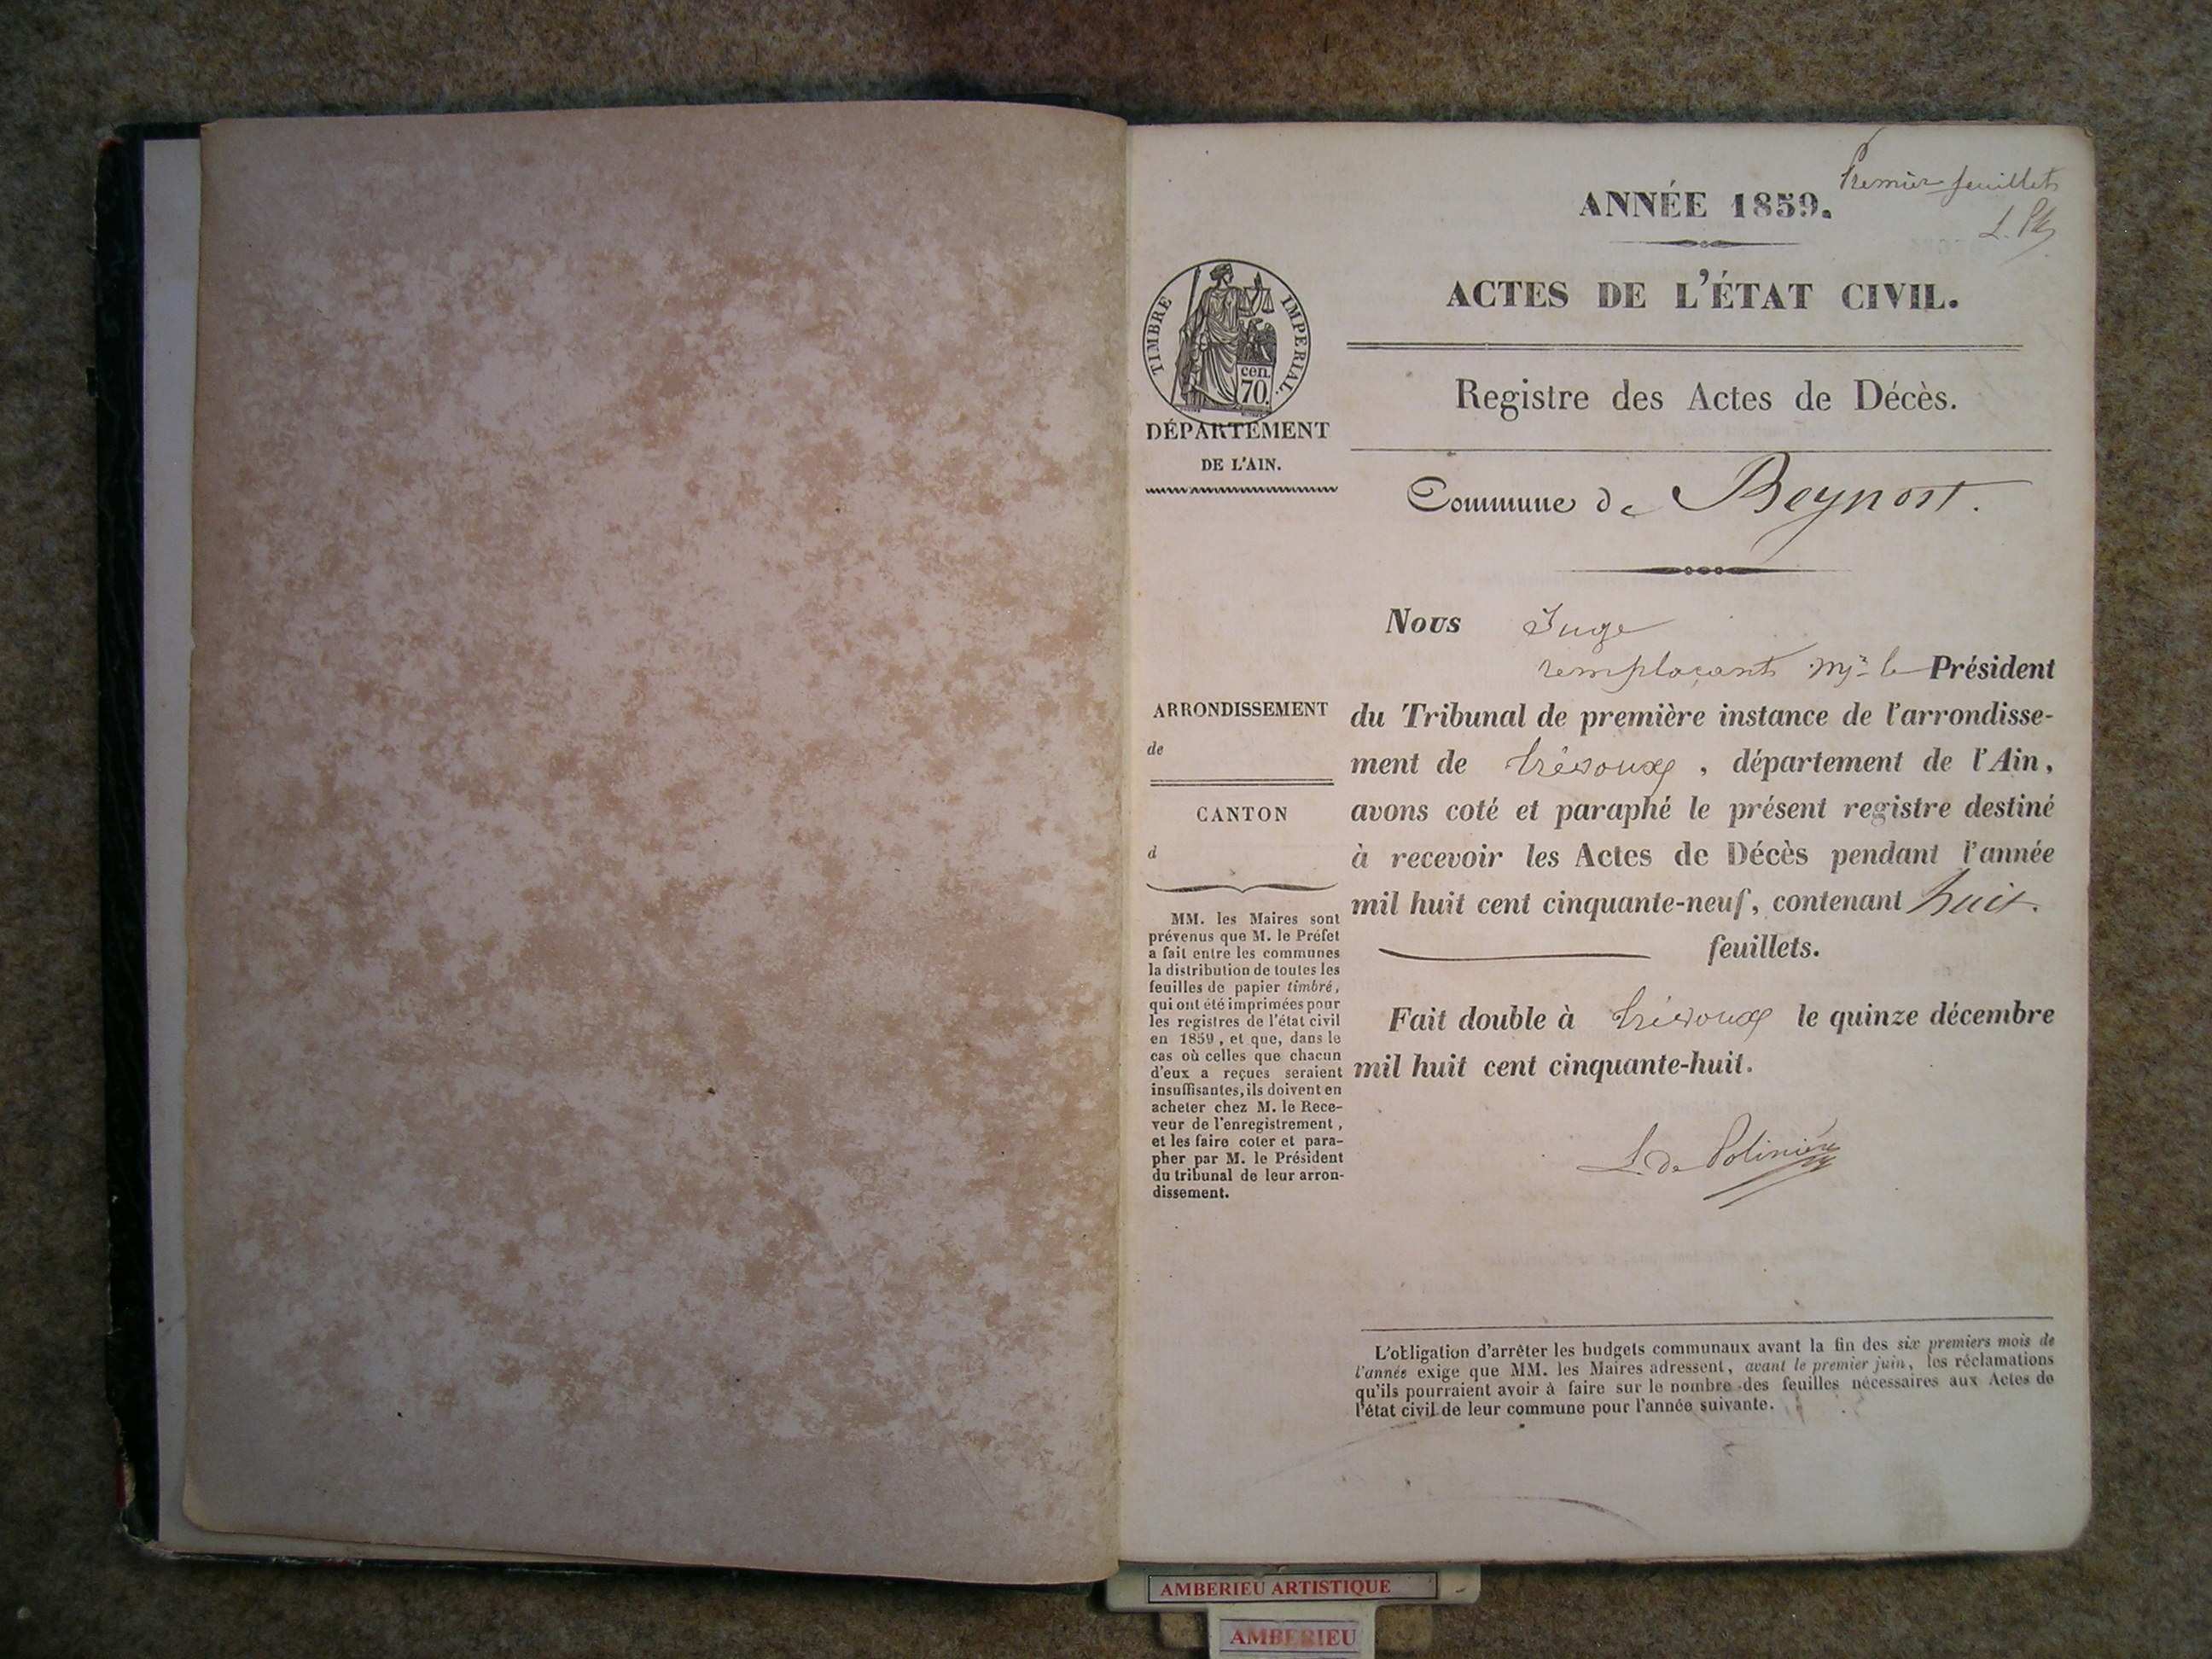 Premier feuillet
ANNÉE 1859.
ACTES DE L'ÉTAT CIVIL.
TIMBRE IMPERIAL.
cen.
70.
Registre des Actes de Décès.
DÉPARTEMENT
DE L'AIN.
Commune de Beynost.
Nous Juge
remplaçant Mr. le Président
du Tribunal de première instance de l'arrondisse-
ment de Trévoux, département de l'Ain,
avons coté et paraphé le présent registre destiné
à recevoir les Actes de Décès pendant l'année
mil huit cent cinquante-neuf, contenant huit.
feuillets.
Fait double à Trévoux le quinze décembre
mil huit cent cinquante-huit.
L. de Polinière
ARRONDISSEMENT
de
CANTON
d
MM. les Maires sont
prévenus que M. le Préfet
a fait entre les communes
la distribution de toutes les
feuilles de papier timbré,
qui ont été imprimées pour
les registres de l'état civil
en 1859, et que, dans le
cas où celles que chacun
d'eux a reçues seraient
insuffisantes, ils doivent en
acheter chez M. le Rece-
veur de l'enregistrement,
et les faire coter et para-
pher par M. le Président
du tribunal de leur arron-
dissement.
L'obligation d'arrêter les budgets communaux avant la fin des six premiers mois de
l'année exige que MM. les Maires adressent, avant le premier juin, les réclamations
qu'ils pourraient avoir à faire sur le nombre des feuilles nécessaires aux Actes de
l'état civil de leur commune pour l'année suivante.
AMBERIEU ARTISTIQUE
AMBERIEU